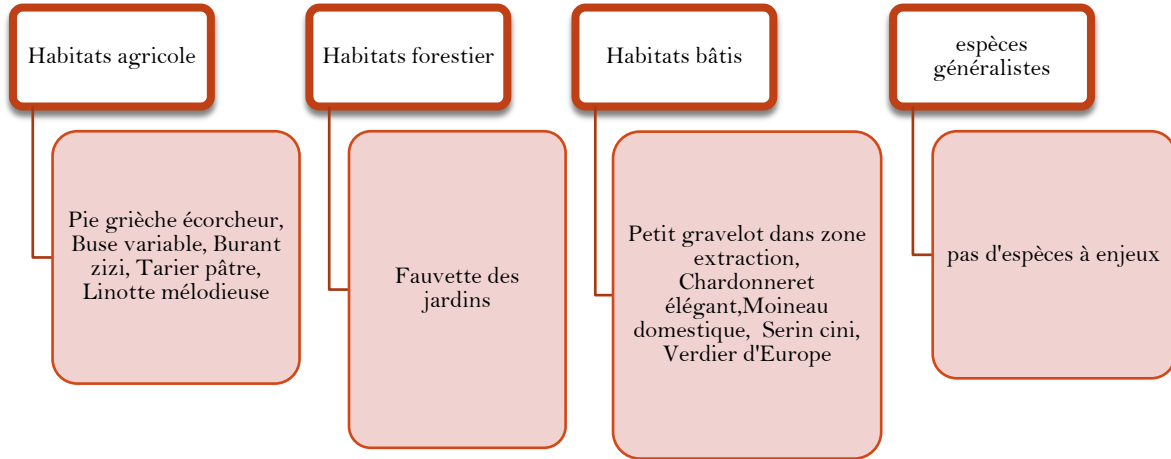 Habitats agricole
Pie grièche écorcheur,
Buse variable, Burant
zizi, Tarier pâtre,
Linotte mélodieuse
Habitats forestier
Fauvette des
jardins
Habitats bâtis
Petit gravelot dans zone
extraction,
Chardonneret
élégant,Moineau
domestique,  Serin cini,
Verdier d'Europe
espèces
généralistes
pas d'espèces à enjeux